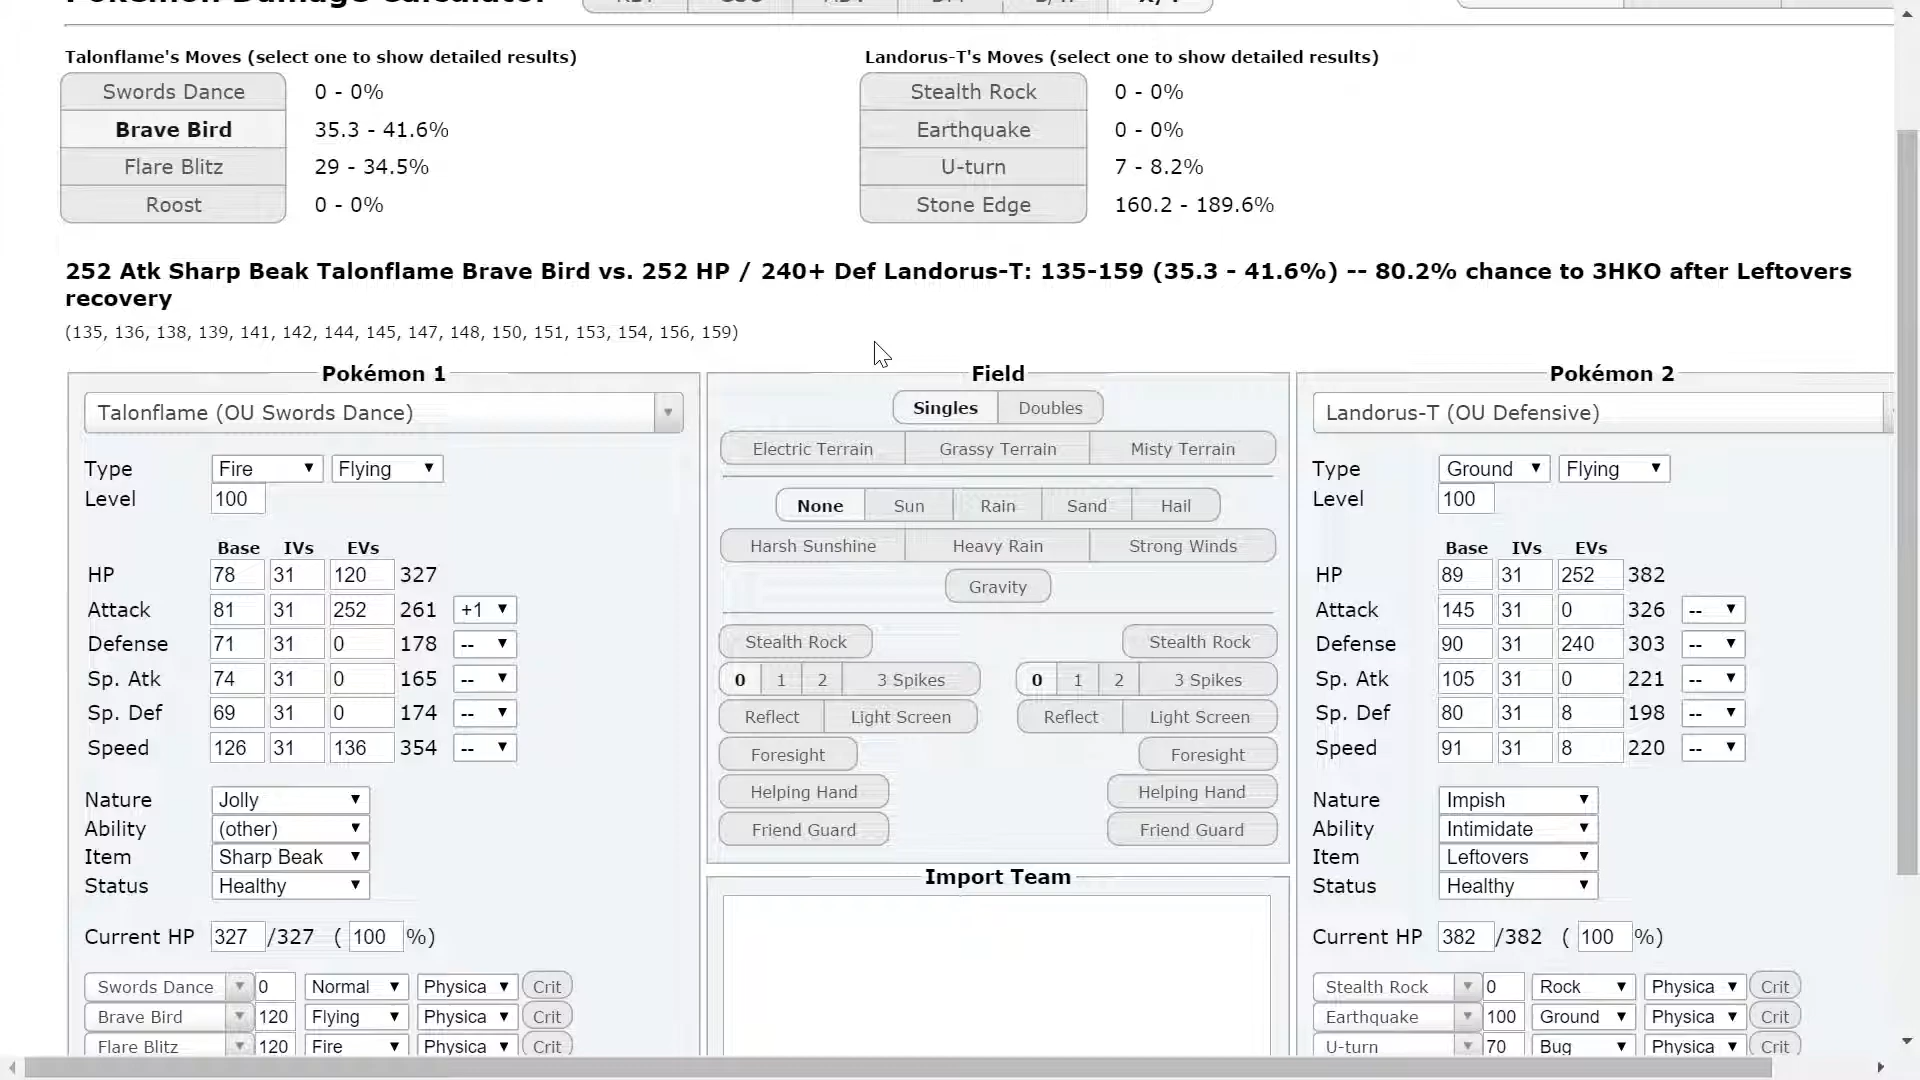 Talonflame's Moves (select one to show detailed results) Landorus-T's Moves (select one to show detailed results)
Swords Dance 0 - 0% Stealth Rock 0 - 0%
Brave Bird 35.3 - 41.6% Earthquake 0 - 0%
Flare Blitz 29 - 34.5% U-turn 7 - 8.2%
Roost 0 - 0% Stone Edge 160.2 - 189.6%
252 Atk Sharp Beak Talonflame Brave Bird vs. 252 HP / 240+ Def Landorus-T: 135-159 (35.3 - 41.6%) -- 80.2% chance to 3HKO after Leftovers
recovery
(135, 136, 138, 139, 141, 142, 144, 145, 147, 148, 150, 151, 153, 154, 156, 159)
Pokémon 1
Talonflame (OU Swords Dance)
Type Fire Flying
Level 100
Base IVs EVs
HP 78 31 120 327
Attack 81 31 252 261 +1
Defense 71 31 0 178 --
Sp. Atk 74 31 0 165 --
Sp. Def 69 31 0 174 --
Speed 126 31 136 354 --
Nature Jolly
Ability (other)
Item Sharp Beak
Status Healthy
Current HP 327 /327 ( 100 %)
Swords Dance 0 Normal Physica Crit
Brave Bird 120 Flying Physica Crit
Flare Blitz 120 Fire Physica Crit
Field
Singles Doubles
Electric Terrain Grassy Terrain Misty Terrain
None Sun Rain Sand Hail
Harsh Sunshine Heavy Rain Strong Winds
Gravity
Stealth Rock Stealth Rock
0 1 2 3 Spikes 0 1 2 3 Spikes
Reflect Light Screen Reflect Light Screen
Foresight Foresight
Helping Hand Helping Hand
Friend Guard Friend Guard
Import Team
Pokémon 2
Landorus-T (OU Defensive)
Type Ground Flying
Level 100
Base IVs EVs
HP 89 31 252 382
Attack 145 31 0 326 --
Defense 90 31 240 303 --
Sp. Atk 105 31 0 221 --
Sp. Def 80 31 8 198 --
Speed 91 31 8 220 --
Nature Impish
Ability Intimidate
Item Leftovers
Status Healthy
Current HP 382 /382 ( 100 %)
Stealth Rock 0 Rock Physica Crit
Earthquake 100 Ground Physica Crit
U-turn 70 Bug Physica Crit